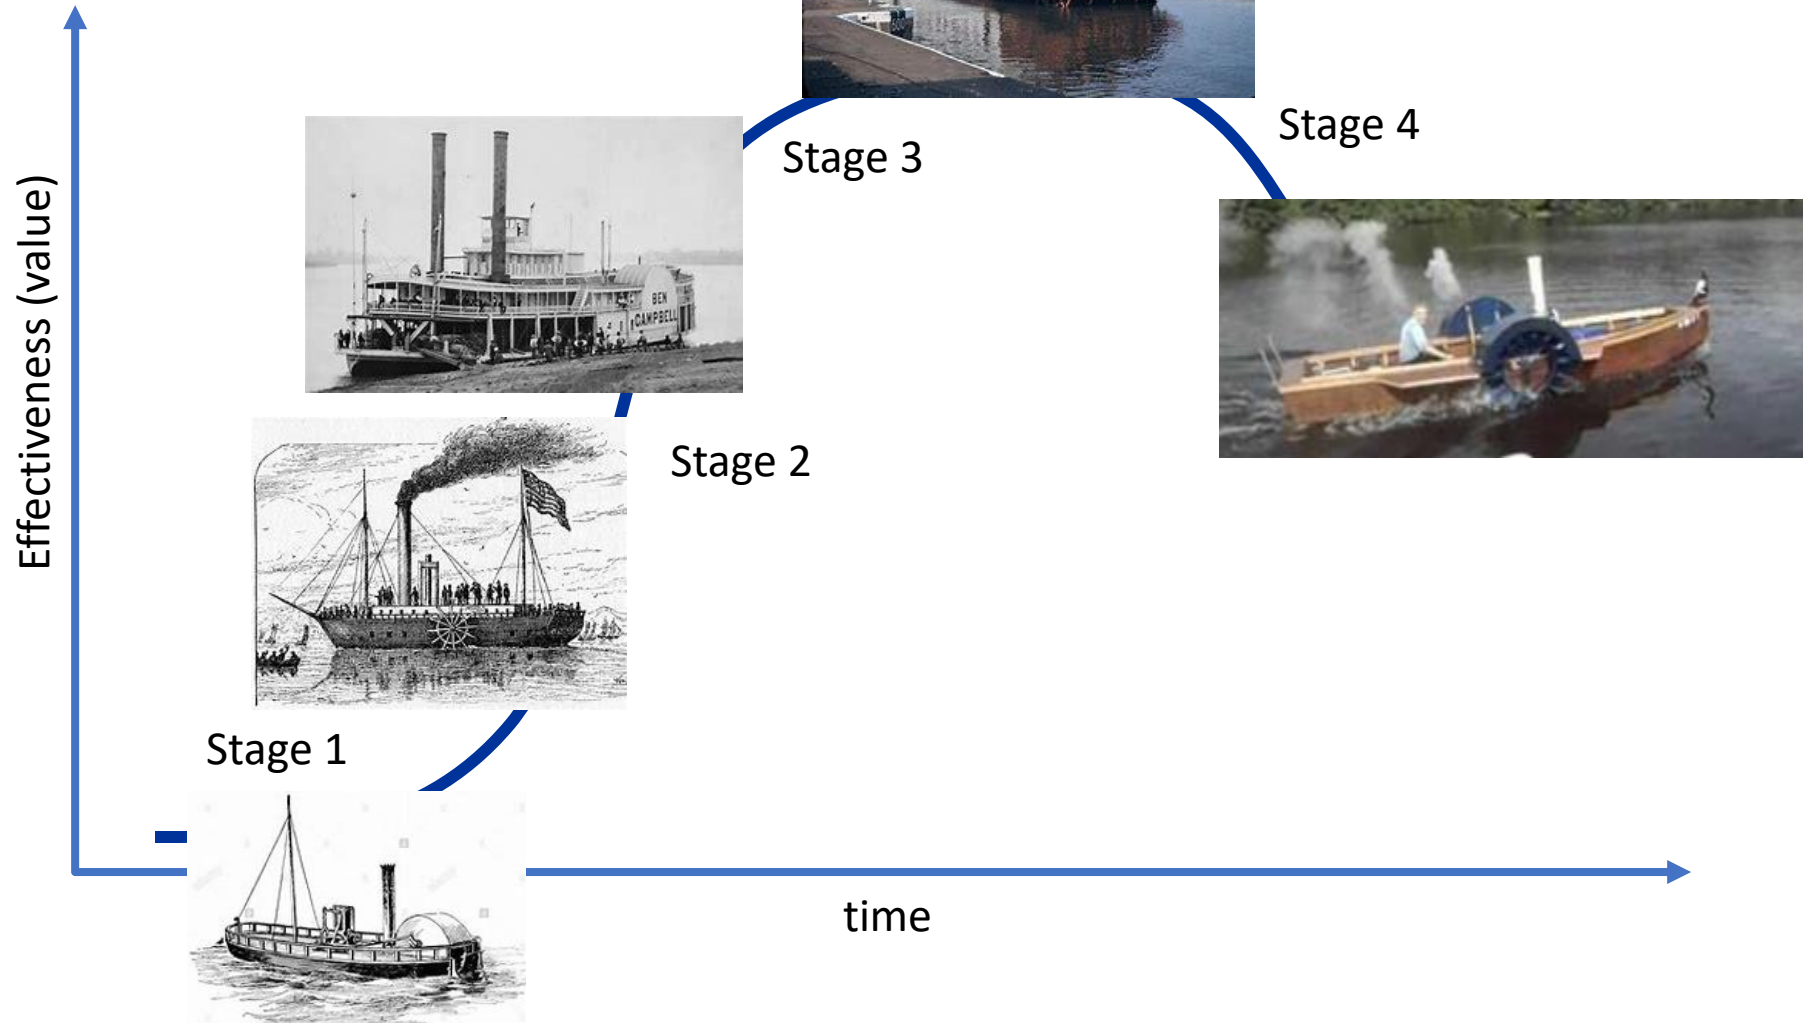 Stage 4
Stage 3
Effectiveness (value)
BEN
CAMPBELL
Stage 2
Stage 1
time